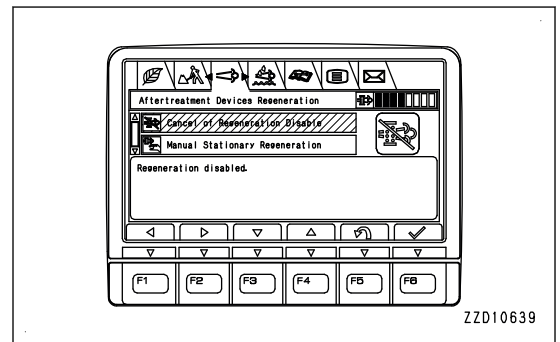 Aftertreatment Devices Regeneration
Cancel of Regeneration Disable
Manual Stationary Regeneration
Regeneration disabled.
F1 F2 F3 F4 F5 F6
ZZD10639